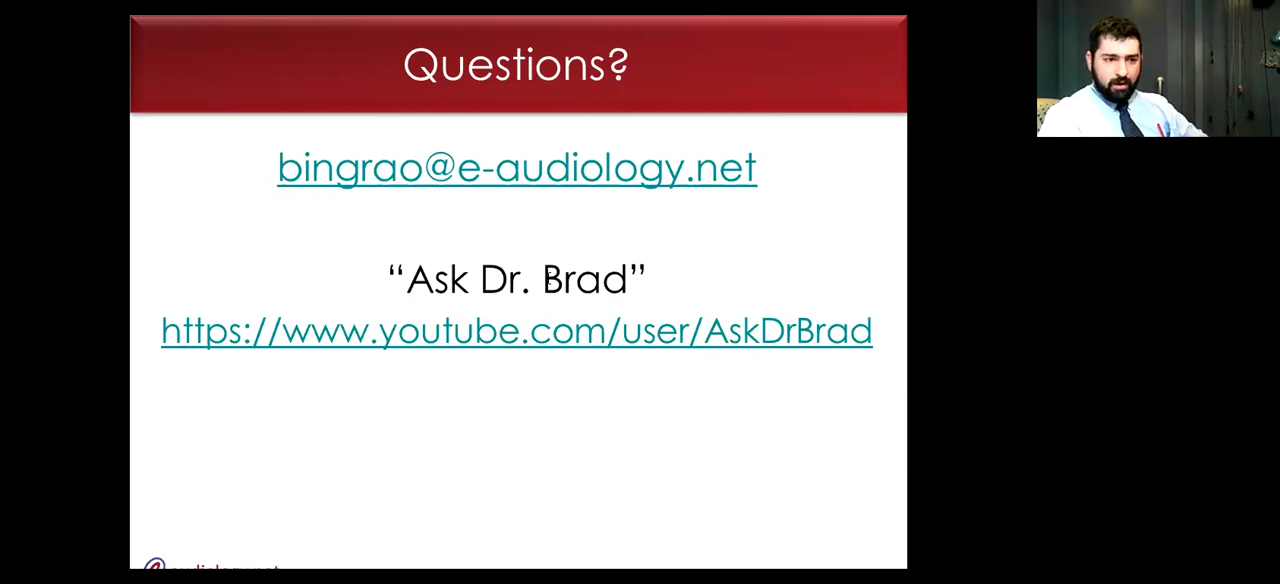 Questions?
bingrao@e-audiology.net
“Ask Dr. Brad”
https://www.youtube.com/user/AskDrBrad